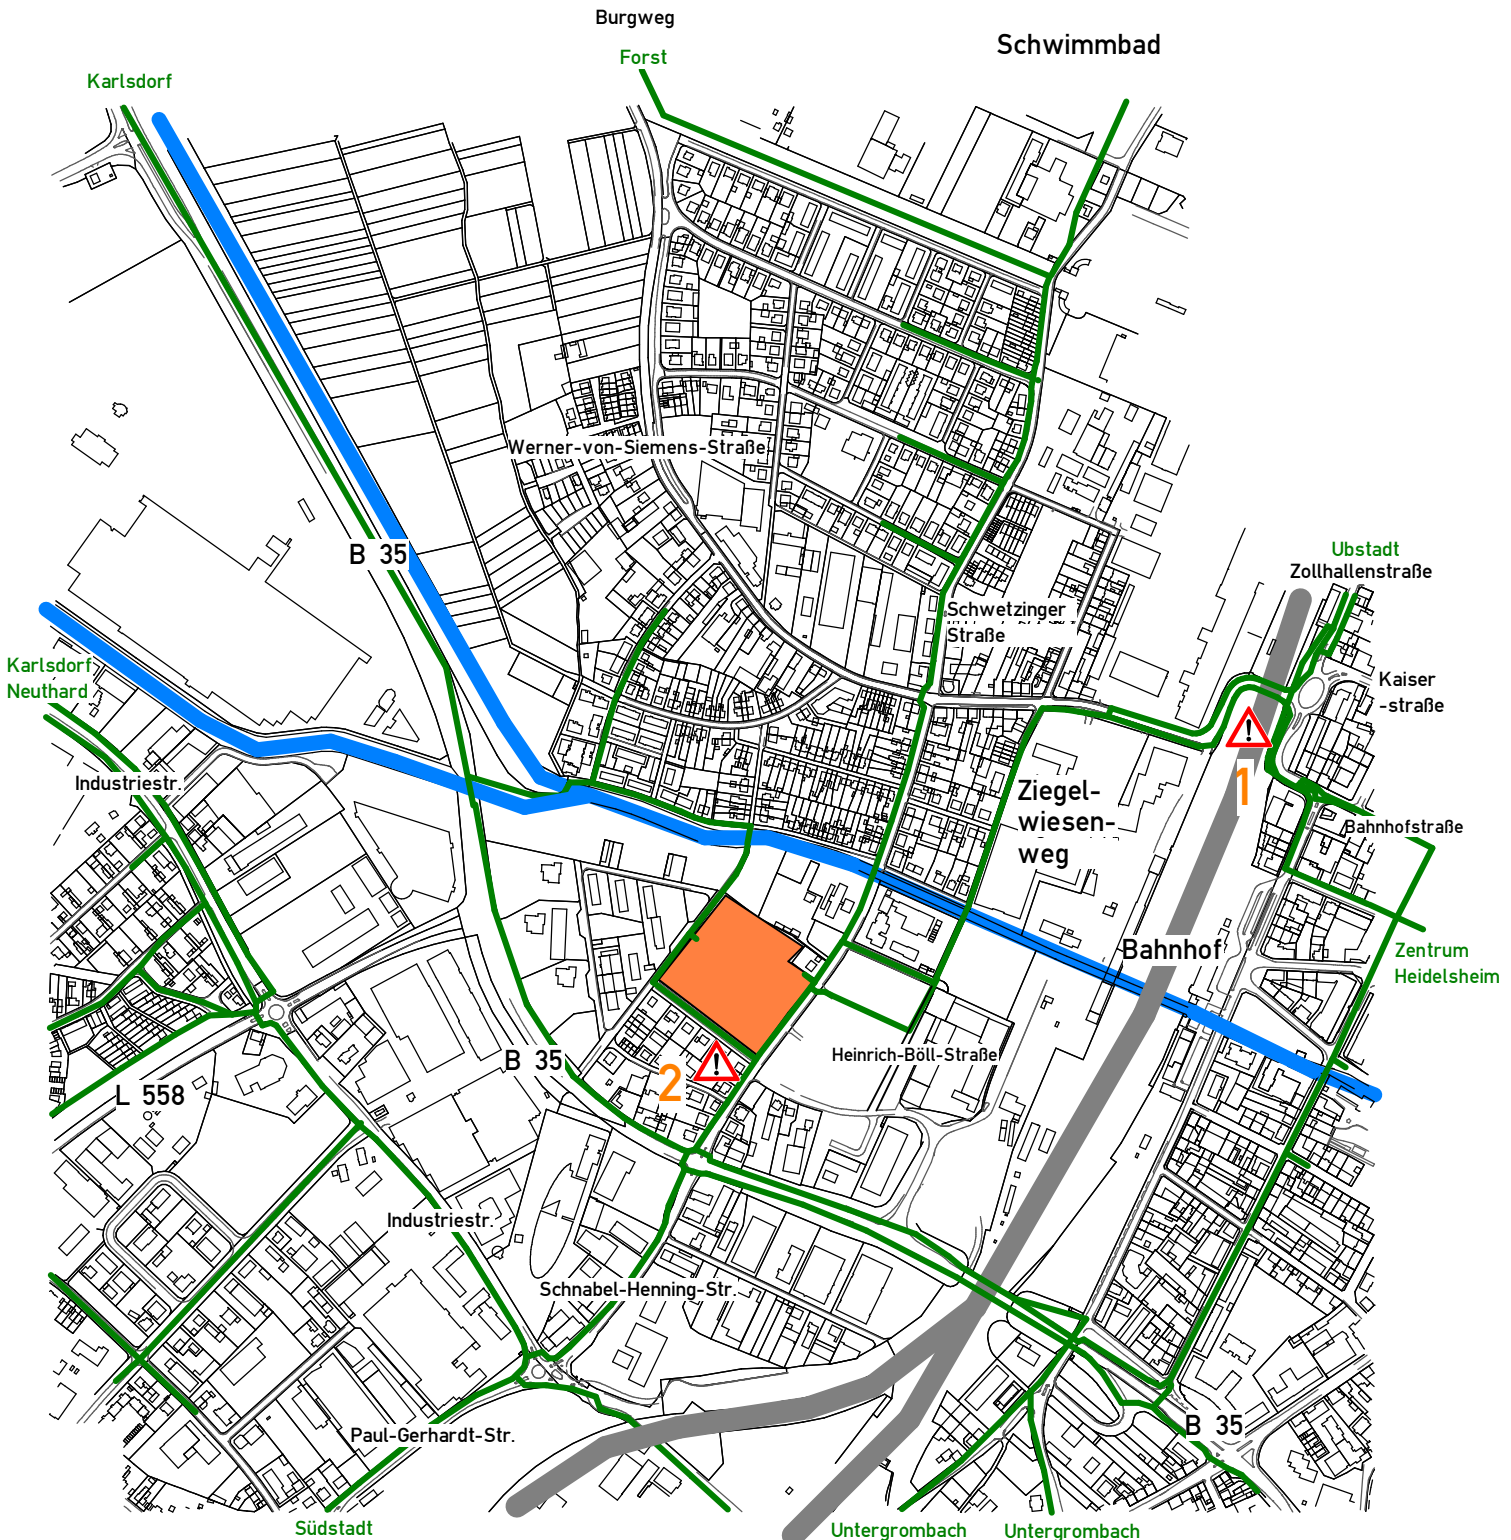 Burgweg
Forst
Schwimmbad
Karlsdorf
Werner-von-Siemens-Straße
B 35
Ubstadt
Zollhallenstraße
Schwetzinger
Straße
Karlsdorf
Neuthard
Kaiser
-straße
Industriestr.
Ziegel-
wiesen-
weg
1
Bahnhofstraße
Bahnhof
Zentrum
Heidelsheim
B 35
Heinrich-Böll-Straße
2
L 558
Industriestr.
Schnabel-Henning-Str.
B 35
Paul-Gerhardt-Str.
Südstadt
Untergrombach
Untergrombach